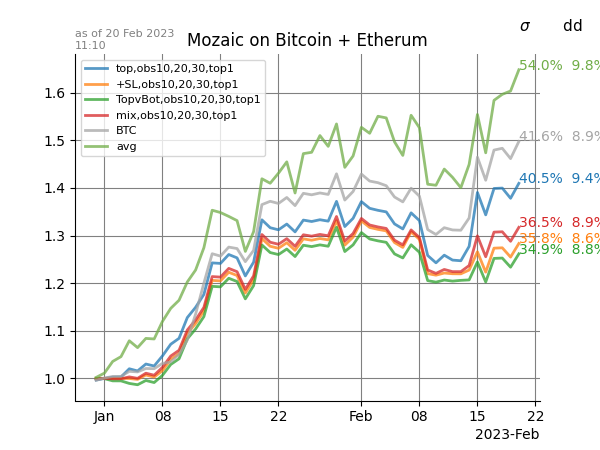 as of 20 Feb 2023
11:10
Mozaic on Bitcoin + Etherum
σ dd
top,obs10,20,30,top1
+SL,obs10,20,30,top1
TopvBot,obs10,20,30,top1
mix,obs10,20,30,top1
BTC
avg
54.0% 9.8%
41.6% 8.9%
40.5% 9.4%
36.5% 8.9%
35.8% 8.6%
34.9% 8.8%
1.6
1.5
1.4
1.3
1.2
1.1
1.0
Jan 08 15 22 Feb 08 15 22
2023-Feb